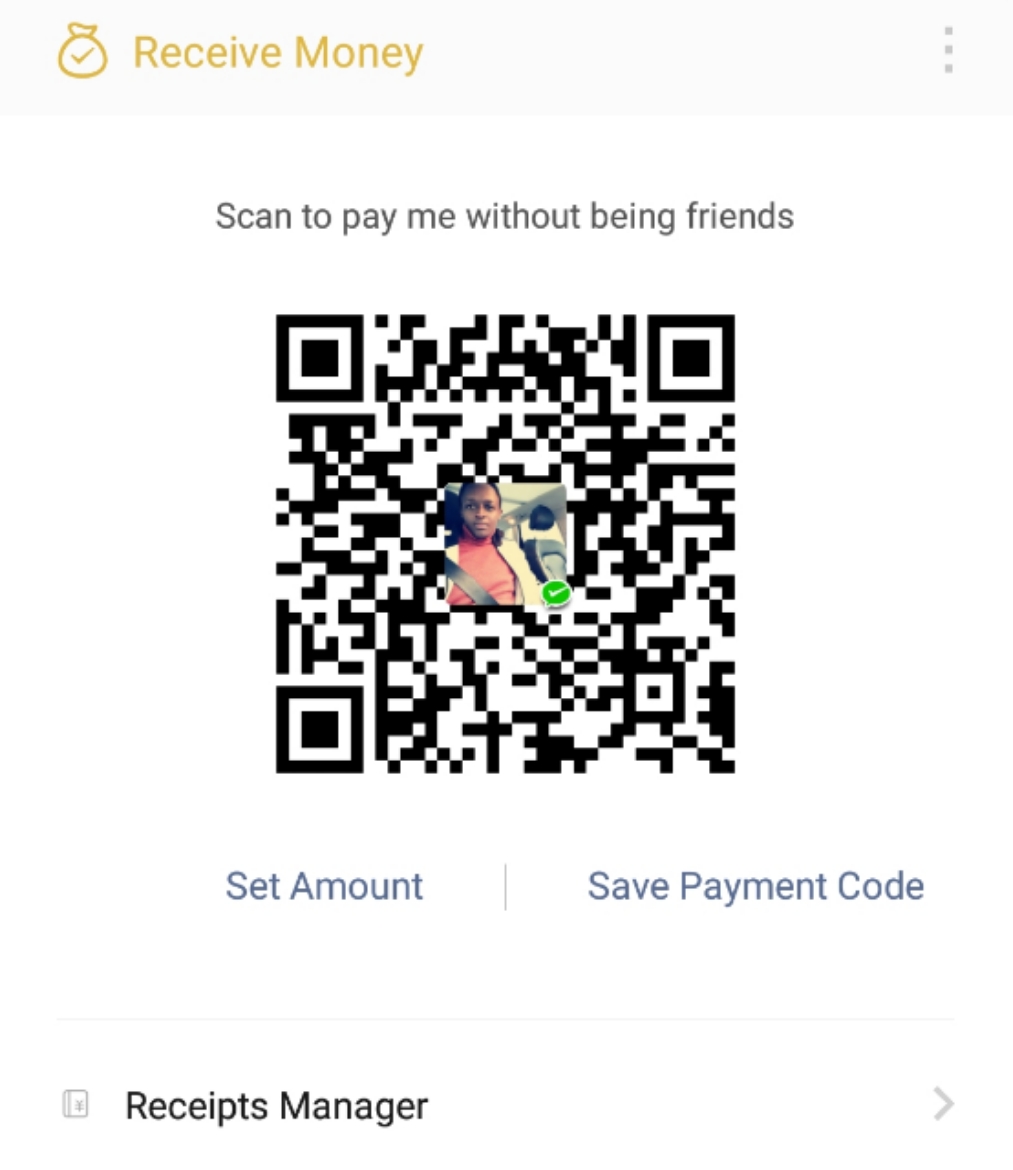 Receive Money
Scan to pay me without being friends
Set Amount
Save Payment Code
¥
Receipts Manager